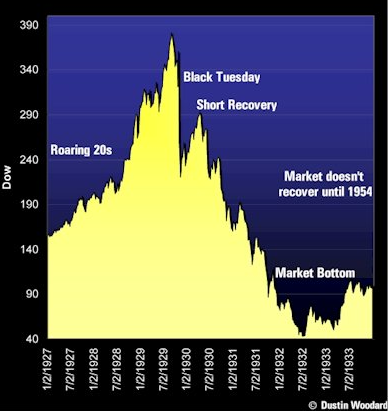 390
340
290
240
190
140
90
40
Dow
Roaring 20s
Black Tuesday
Short Recovery
Market doesn't
recover until 1954
Market Bottom
1/2/1927
7/2/1927
1/2/1928
7/2/1928
1/2/1929
7/2/1929
1/2/1930
7/2/1930
1/2/1931
7/2/1931
1/2/1932
7/2/1932
1/2/1933
7/2/1933
© Dustin Woodard